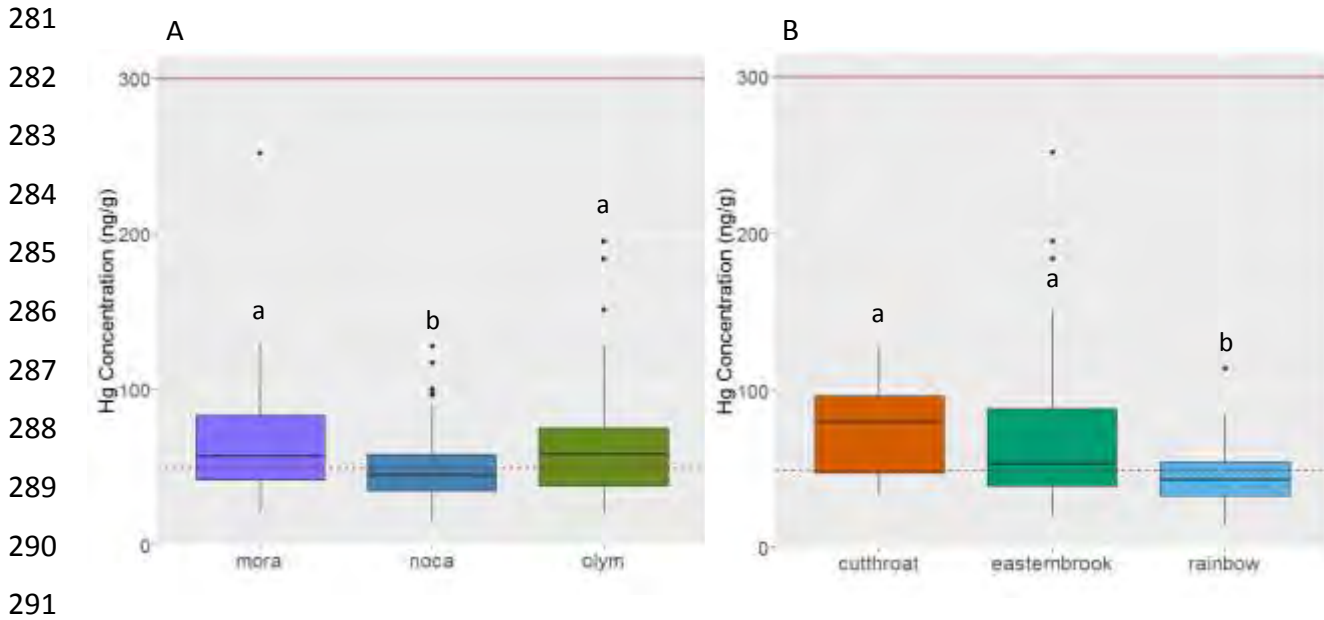 281
282
283
284
285
286
287
288
289
290
291
A
Hg Concentration (ng/g)
300
200
100
0
a
b
a
mora
noca
olym
B
Hg Concentration (ng/g)
300
200
100
0
a
a
b
cutthroat
easternbrook
rainbow